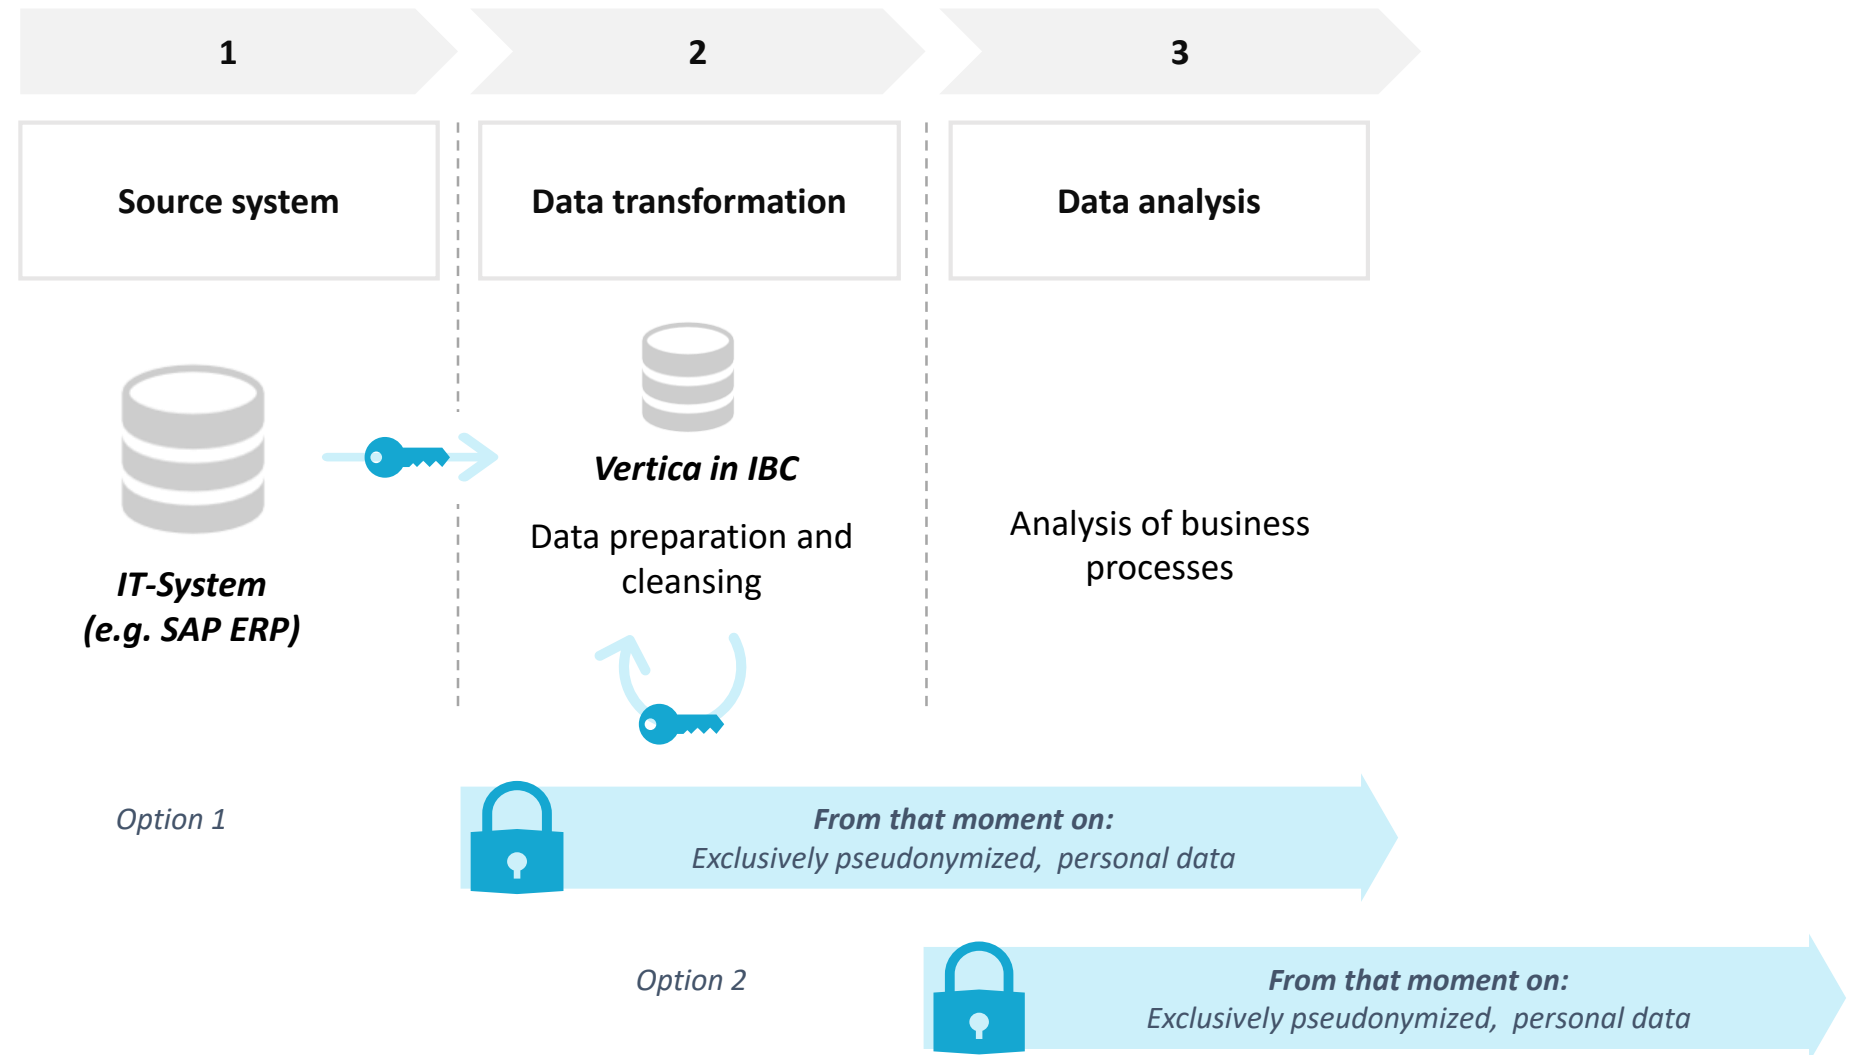 1
2
3
Source system
Data transformation
Data analysis
IT-System
(e.g. SAP ERP)
Vertica in IBC
Data preparation and
cleansing
Analysis of business
processes
Option 1
From that moment on:
Exclusively pseudonymized, personal data
Option 2
From that moment on:
Exclusively pseudonymized, personal data